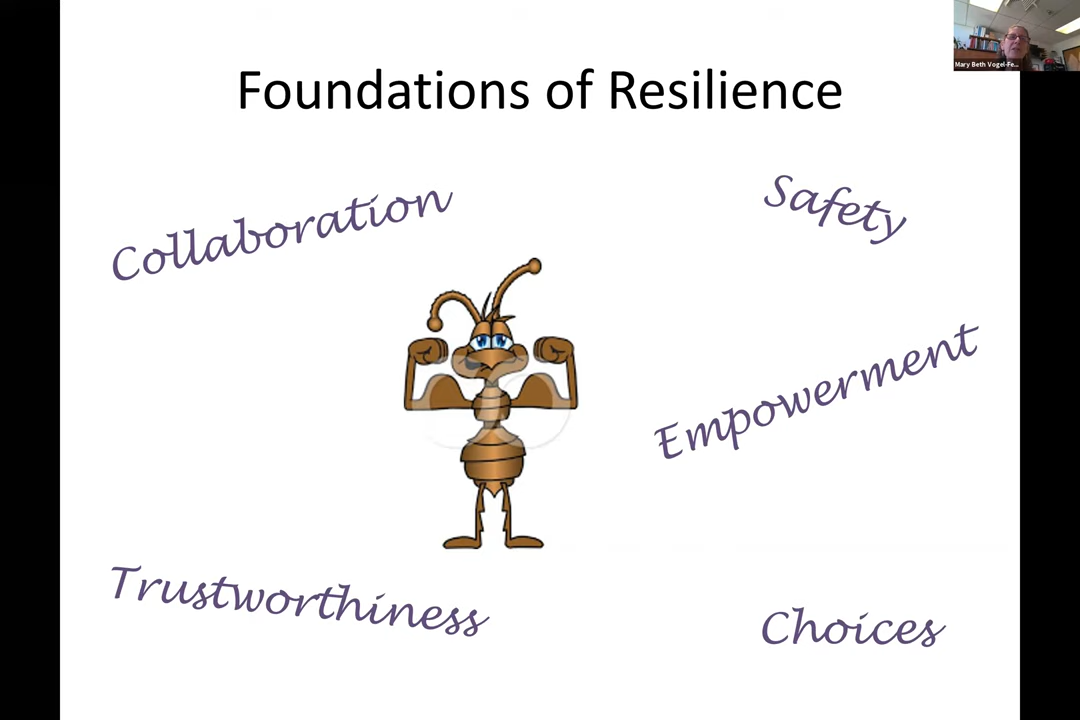 Mary Beth Vogel-Fe...
Foundations of Resilience
Collaboration
Safety
Empowerment
Trustworthiness
Choices